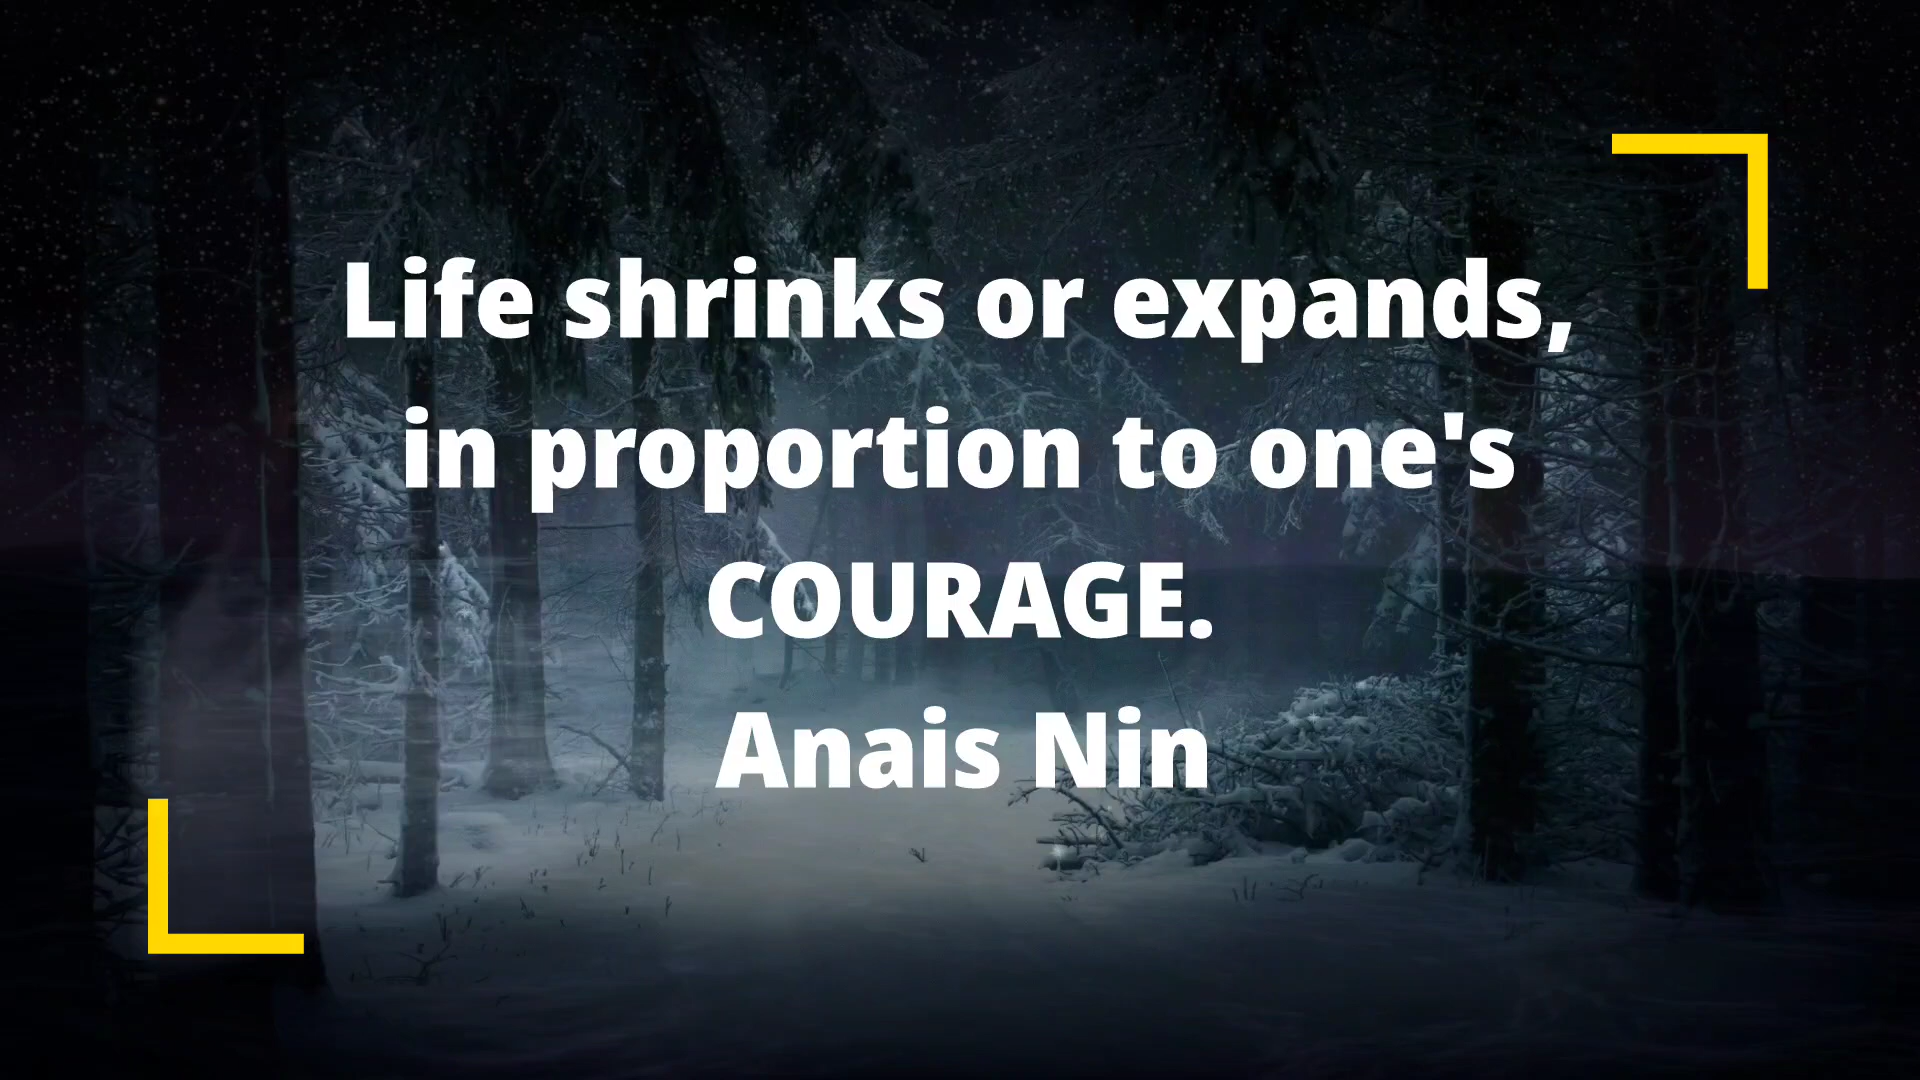 Life shrinks or expands,
in proportion to one's
COURAGE.
Anais Nin